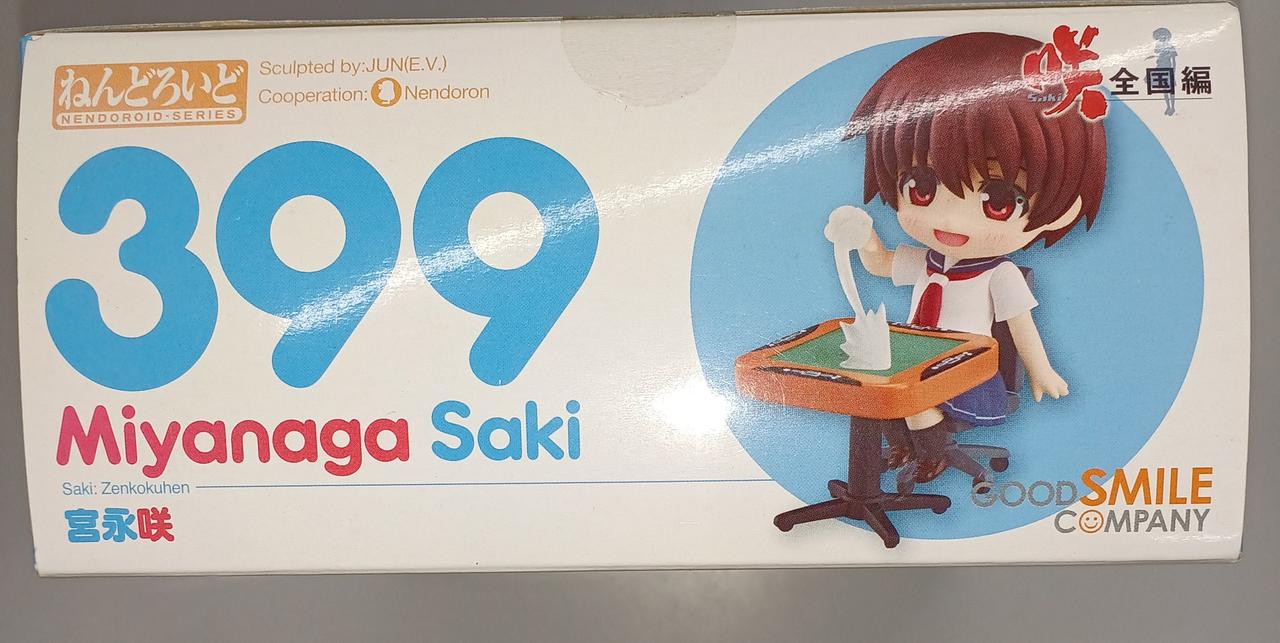 ねんどろいど
NENDOROID·SERIES
Sculpted by:JUN(E.V.)
Cooperation: Nendoron
399
Miyanaga Saki
Saki: Zenkokuhen
宮永咲
咲 全国編
Saki
GOOD SMILE
COMPANY